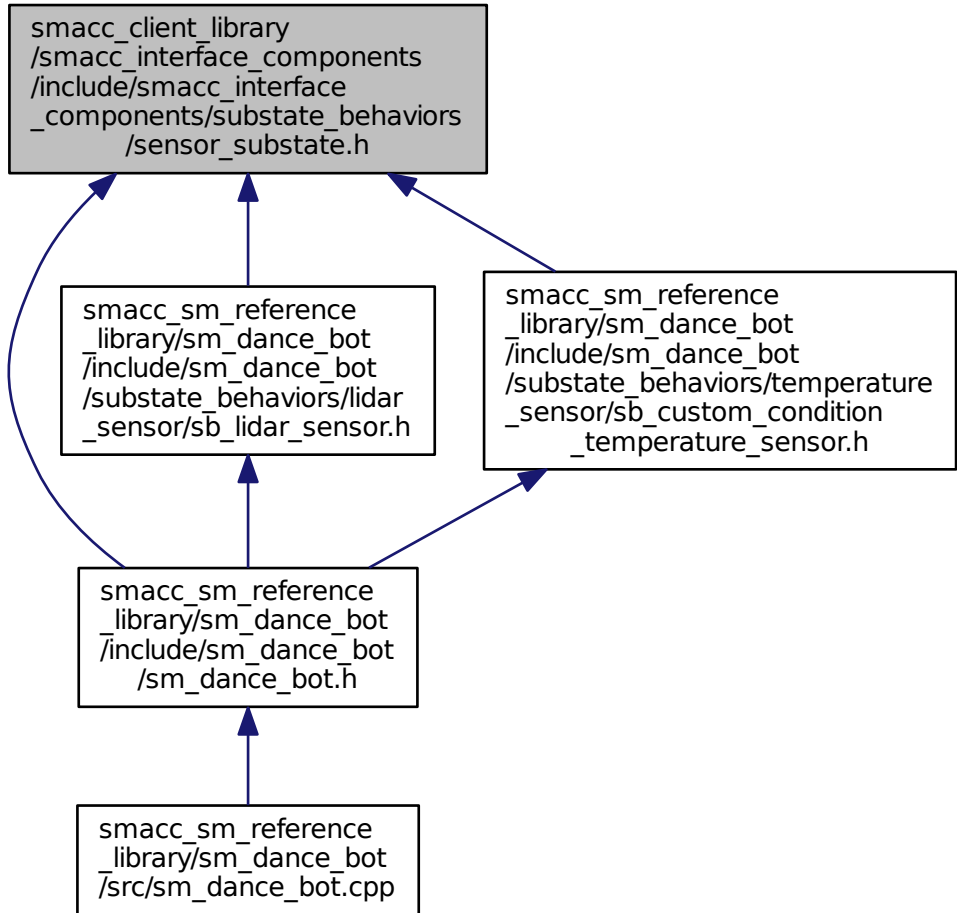 smacc_client_library
/smacc_interface_components
/include/smacc_interface
_components/substate_behaviors
/sensor_substate.h
smacc_sm_reference
_library/sm_dance_bot
/include/sm_dance_bot
/substate_behaviors/lidar
_sensor/sb_lidar_sensor.h
smacc_sm_reference
_library/sm_dance_bot
/include/sm_dance_bot
/substate_behaviors/temperature
_sensor/sb_custom_condition
_temperature_sensor.h
smacc_sm_reference
_library/sm_dance_bot
/include/sm_dance_bot
/sm_dance_bot.h
smacc_sm_reference
_library/sm_dance_bot
/src/sm_dance_bot.cpp